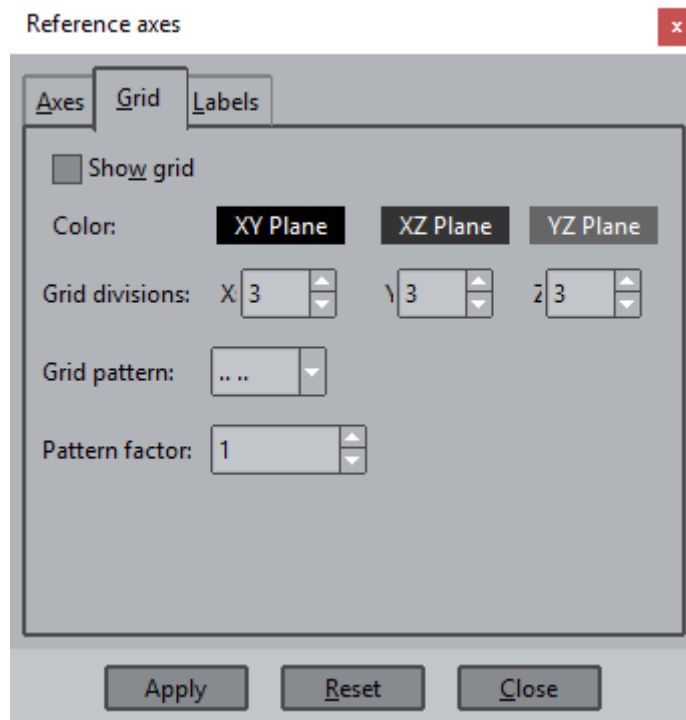 Reference axes
x
Axes Grid Labels
Show grid
Color: XY Plane XZ Plane YZ Plane
Grid divisions: X: 3 Y 3 Z 3
Grid pattern: .. ..
Pattern factor: 1
Apply Reset Close